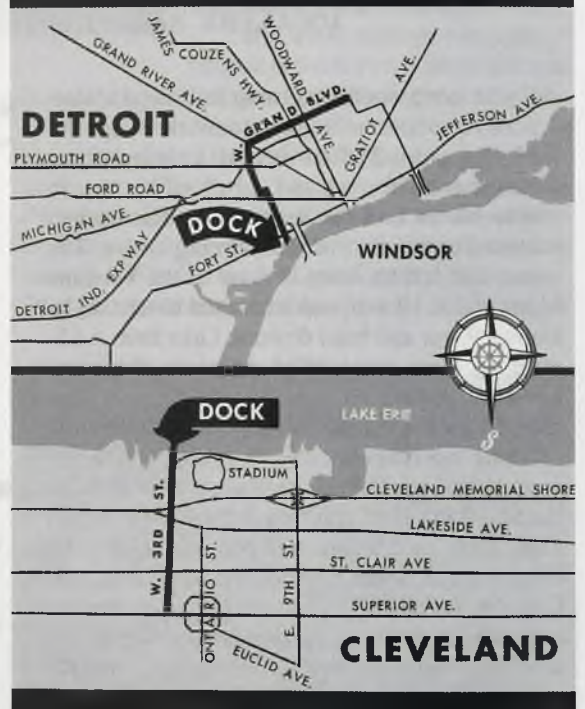 JAMES COUZENS HWY.
WOODWARD AVE.
GRAND RIVER AVE.
W. GRAND BLVD.
GRATIOT AVE.
JEFFERSON AVE.
DETROIT
PLYMOUTH ROAD
FORD ROAD
MICHIGAN AVE.
DOCK
WINDSOR
FORT ST.
DETROIT IND. EXPWAY
S
DOCK
LAKE ERIE
STADIUM
CLEVELAND MEMORIAL SHORE
LAKESIDE AVE.
W. 3RD ST.
ONTARIO ST.
E. 9TH ST.
ST. CLAIR AVE
SUPERIOR AVE.
EUCLID AVE.
CLEVELAND